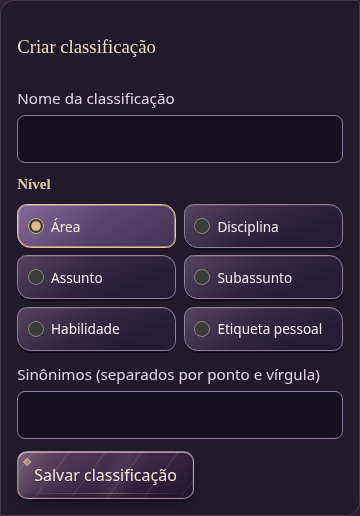 Criar classificação
Nome da classificação
Nível
Área
Disciplina
Assunto
Subassunto
Habilidade
Etiqueta pessoal
Sinônimos (separados por ponto e vírgula)
Salvar classificação